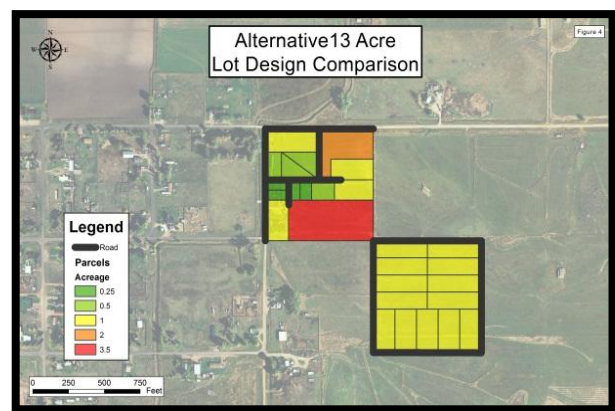 Figure 4
Alternative13 Acre
Lot Design Comparison
N
W
E
S
Legend
Road
Parcels
Acreage
0.25
0.5
1
2
3.5
0 250 500 750
Feet